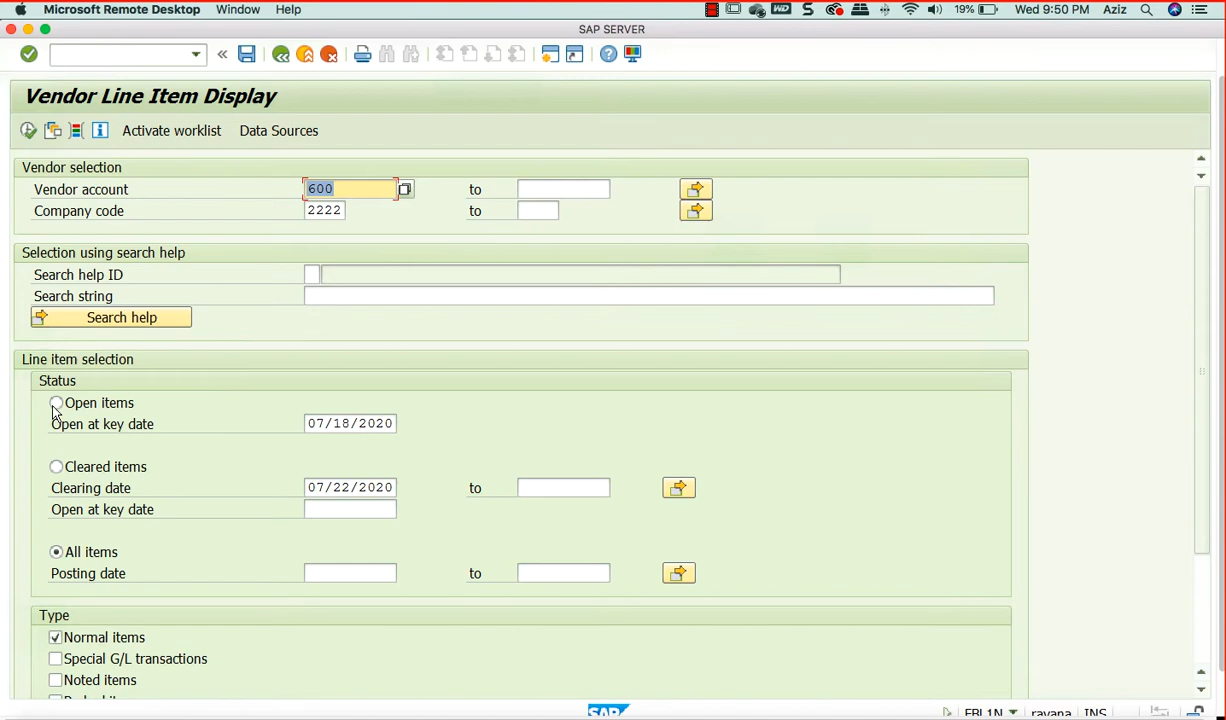 Microsoft Remote Desktop Window Help 19% Wed 9:50 PM Aziz
SAP SERVER
Vendor Line Item Display
Activate worklist Data Sources
Vendor selection
Vendor account 600 to
Company code 2222 to
Selection using search help
Search help ID
Search string
Search help
Line item selection
Status
Open items
Open at key date 07/18/2020
Cleared items
Clearing date 07/22/2020 to
Open at key date
All items
Posting date to
Type
Normal items
Special G/L transactions
Noted items
SAP FBL1N ravana INS